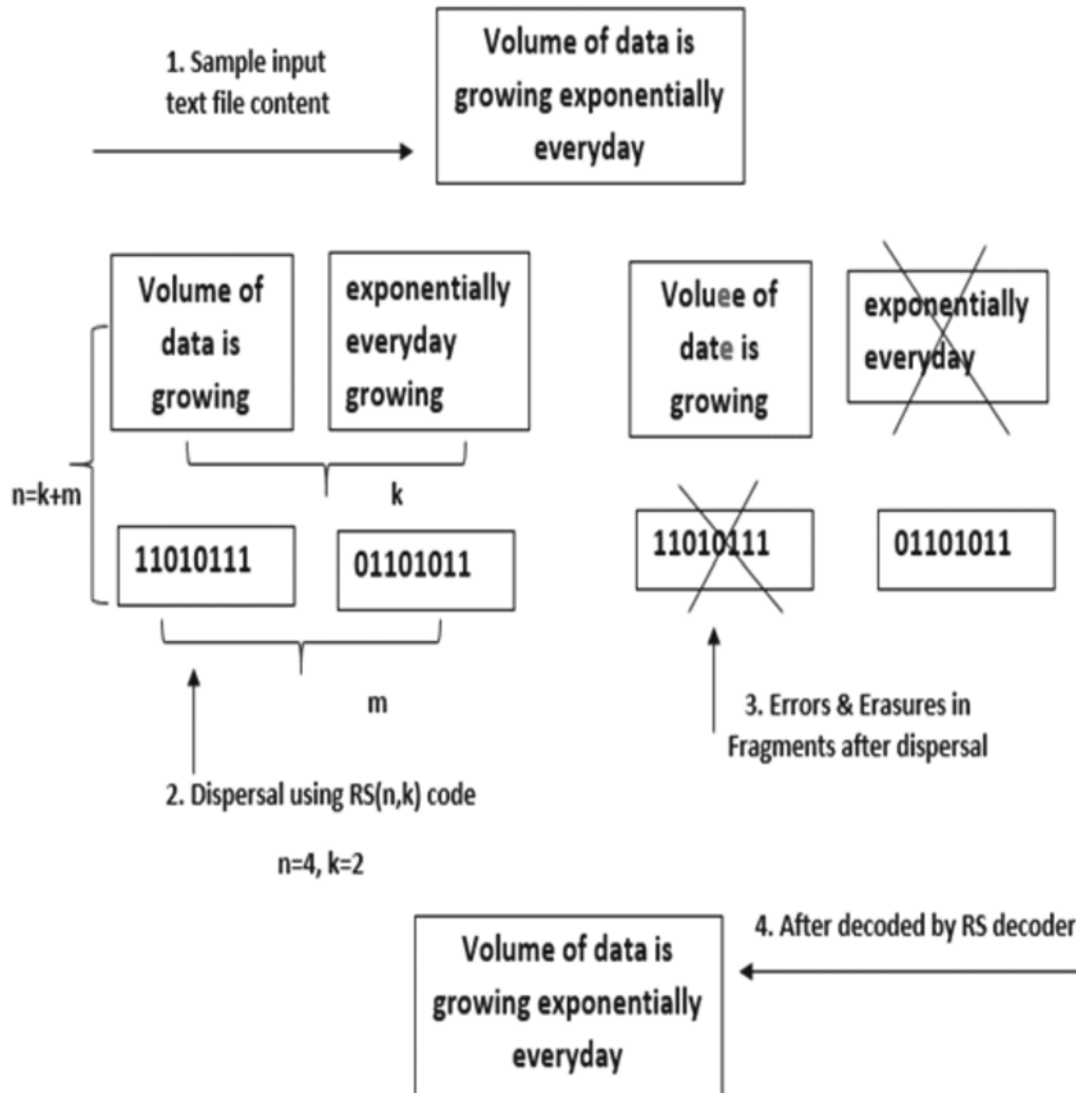 1. Sample input
text file content
Volume of data is
growing exponentially
everyday
Volume of
data is
growing
exponentially
everyday
growing
n=k+m
k
11010111
01101011
m
2. Dispersal using RS(n,k) code
n=4, k=2
Voluee of
date is
growing
exponentially
everyday
11010111
01101011
3. Errors & Erasures in
Fragments after dispersal
4. After decoded by RS decoder
Volume of data is
growing exponentially
everyday